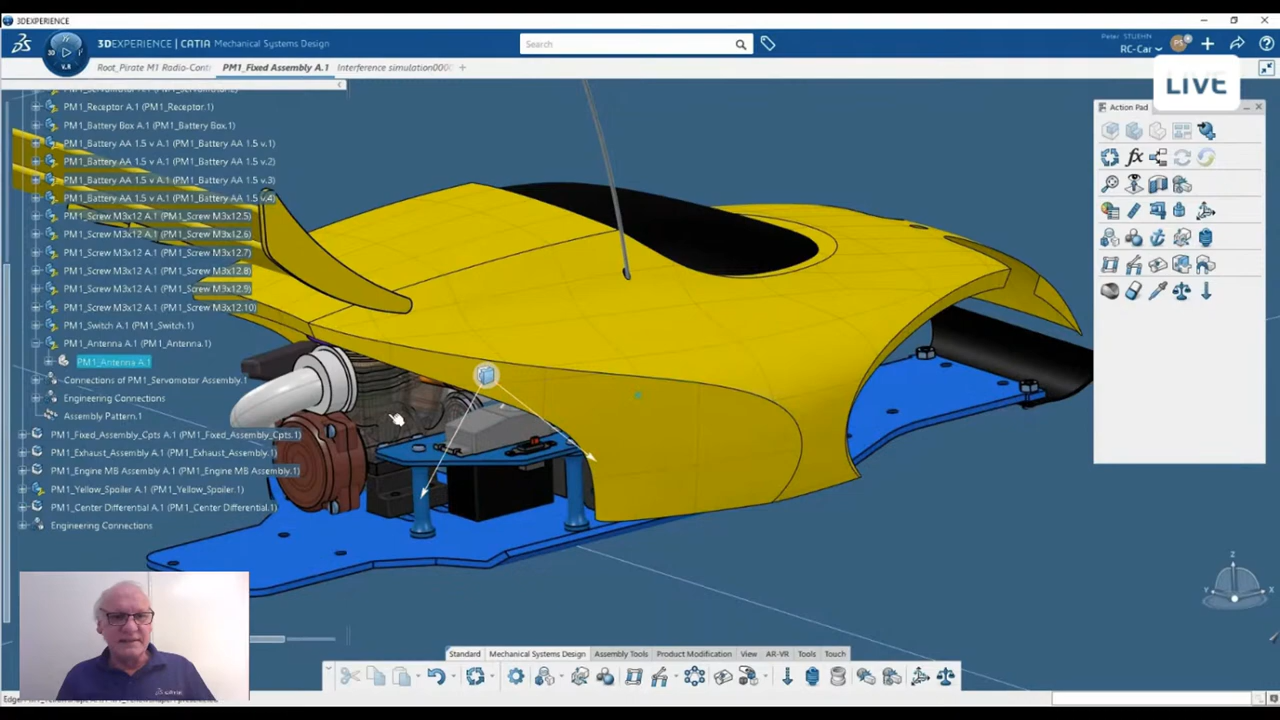 3DEXPERIENCE
3DEXPERIENCE | CATIA Mechanical Systems Design
Search
Peter STUEHN
RC-Car
V.R
Root_Pirate M1 Radio-Conti
PM1_Fixed Assembly A.1
Interference simulation0000
LIVE
Action Pad
PM1_Receptor A.1 (PM1_Receptor.1)
PM1_Battery Box A.1 (PM1_Battery Box.1)
PM1_Battery AA 1.5 v A.1 (PM1_Battery AA 1.5 v.1)
PM1_Battery AA 1.5 v A.1 (PM1_Battery AA 1.5 v.2)
PM1_Battery AA 1.5 v A.1 (PM1_Battery AA 1.5 v.3)
PM1_Battery AA 1.5 v A.1 (PM1_Battery AA 1.5 v.4)
PM1_Screw M3x12 A.1 (PM1_Screw M3x12.5)
PM1_Screw M3x12 A.1 (PM1_Screw M3x12.6)
PM1_Screw M3x12 A.1 (PM1_Screw M3x12.7)
PM1_Screw M3x12 A.1 (PM1_Screw M3x12.8)
PM1_Screw M3x12 A.1 (PM1_Screw M3x12.9)
PM1_Screw M3x12 A.1 (PM1_Screw M3x12.10)
PM1_Switch A.1 (PM1_Switch.1)
PM1_Antenna A.1 (PM1_Antenna.1)
PM1_Antenna A.1
Connections of PM1_Servomotor Assembly.1
Engineering Connections
Assembly Pattern.1
PM1_Fixed_Assembly_Cpts A.1 (PM1_Fixed_Assembly_Cpts.1)
PM1_Exhaust_Assembly A.1 (PM1_Exhaust_Assembly.1)
PM1_Engine MB Assembly A.1 (PM1_Engine MB Assembly.1)
PM1_Yellow_Spoiler A.1 (PM1_Yellow_Spoiler.1)
PM1_Center Differential A.1 (PM1_Center Differential.1)
Engineering Connections
Z
Y
X
CATIA
Standard Mechanical Systems Design Assembly Tools Product Modification View AR-VR Tools Touch